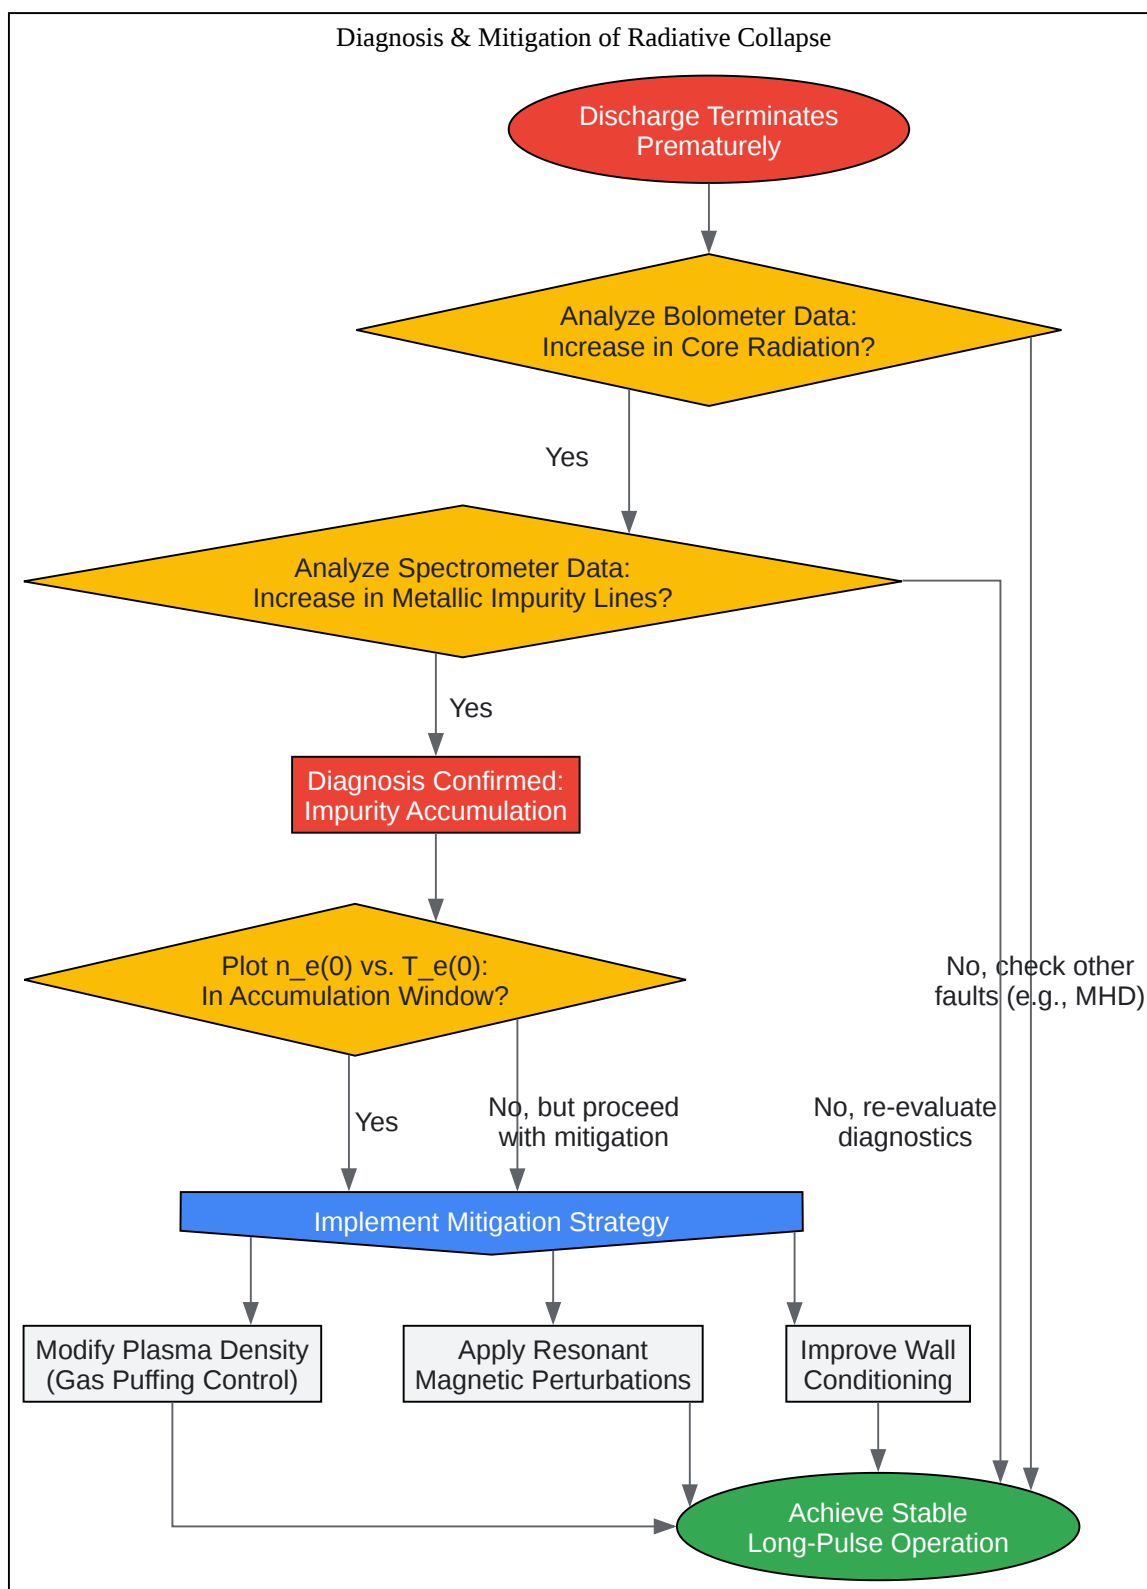 Diagnosis & Mitigation of Radiative Collapse
Discharge Terminates
Prematurely
Analyze Bolometer Data:
Increase in Core Radiation?
Yes
Analyze Spectrometer Data:
Increase in Metallic Impurity Lines?
Yes
Diagnosis Confirmed:
Impurity Accumulation
Plot n_e(0) vs. T_e(0):
In Accumulation Window?
No, check other
faults (e.g., MHD)
Yes
No, but proceed
with mitigation
No, re-evaluate
diagnostics
Implement Mitigation Strategy
Modify Plasma Density
(Gas Puffing Control)
Apply Resonant
Magnetic Perturbations
Improve Wall
Conditioning
Achieve Stable
Long-Pulse Operation